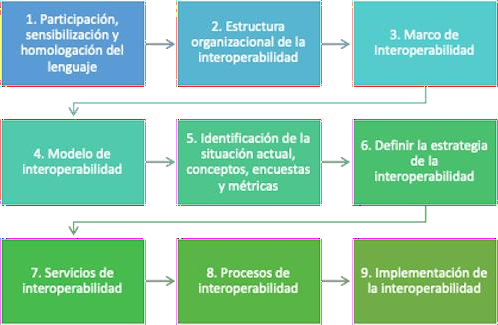 1. Participación,
sensibilización y
homologación del
lenguaje
2. Estructura
organizacional de la
interoperabilidad
3. Marco de
Interoperabilidad
4. Modelo de
interoperabilidad
5. Identificación de la
situación actual,
conceptos, encuestas
y métricas
6. Definir la estrategia
de la
interoperabilidad
7. Servicios de
interoperabilidad
8. Procesos de
interoperabilidad
9. Implementación de
la interoperabilidad